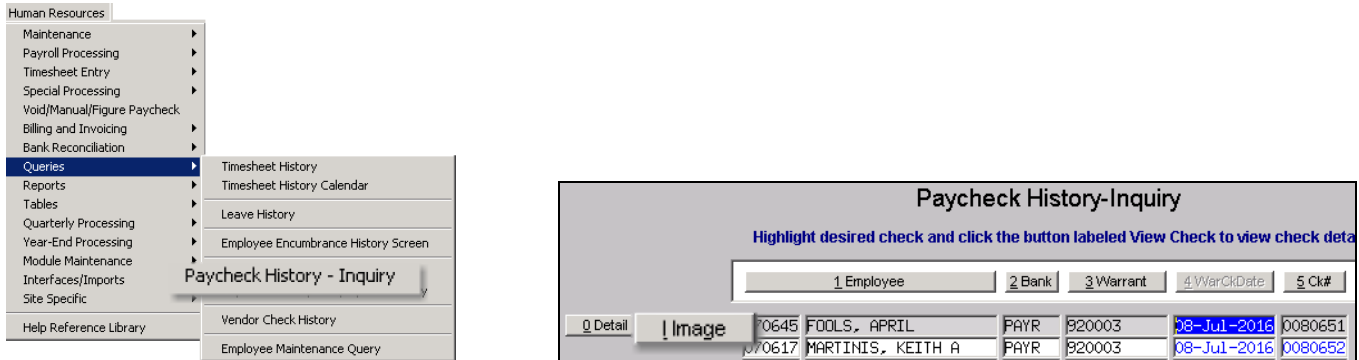 Human Resources
Maintenance
Payroll Processing
Timesheet Entry
Special Processing
Void/Manual/Figure Paycheck
Billing and Invoicing
Bank Reconciliation
Queries
Reports
Tables
Quarterly Processing
Year-End Processing
Module Maintenance
Interfaces/Imports
Site Specific
Help Reference Library
Timesheet History
Timesheet History Calendar
Leave History
Employee Encumbrance History Screen
Paycheck History - Inquiry
Vendor Check History
Employee Maintenance Query
Paycheck History-Inquiry
Highlight desired check and click the button labeled View Check to view check deta
1 Employee 2 Bank 3 Warrant 4 WarCkDate 5 Ck#
0 Detail I Image 70645 FOOLS, APRIL PAYR 920003 08-Jul-2016 0080651
070617 MARTINIS, KEITH A PAYR 920003 08-Jul-2016 0080652